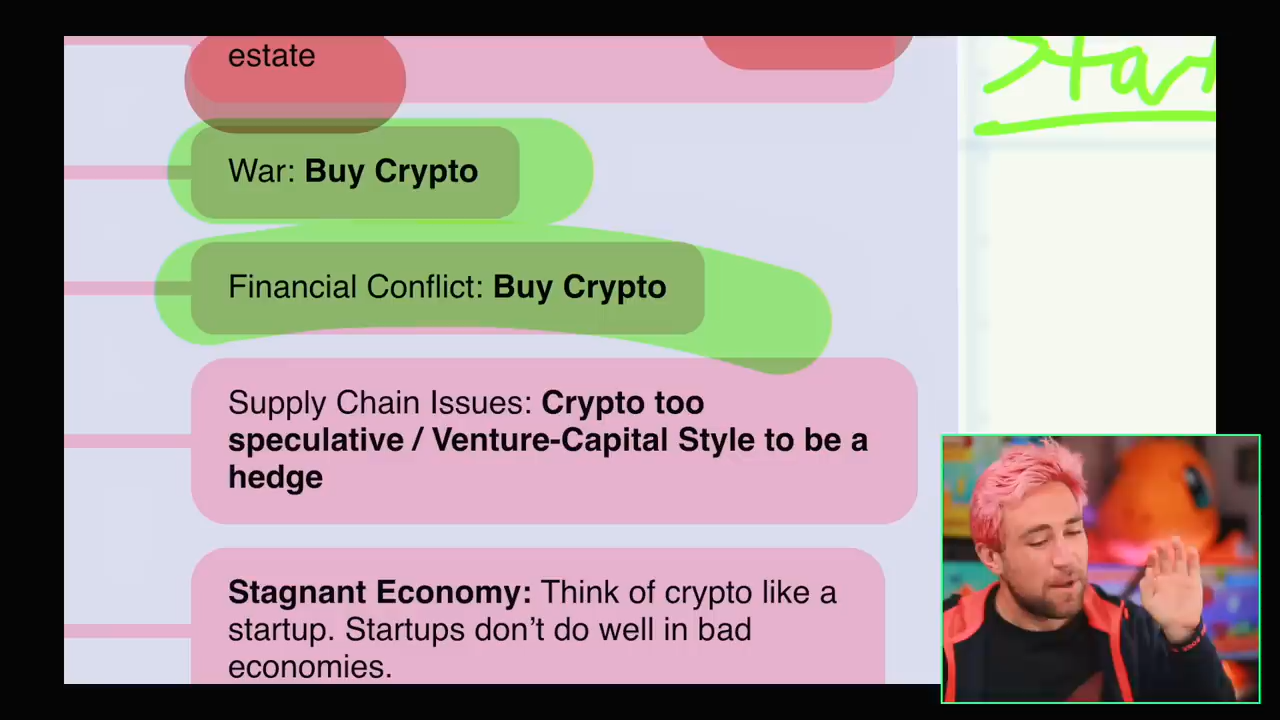 estate
War: Buy Crypto
Financial Conflict: Buy Crypto
Supply Chain Issues: Crypto too
speculative / Venture-Capital Style to be a
hedge
Stagnant Economy: Think of crypto like a
startup. Startups don’t do well in bad
economies.